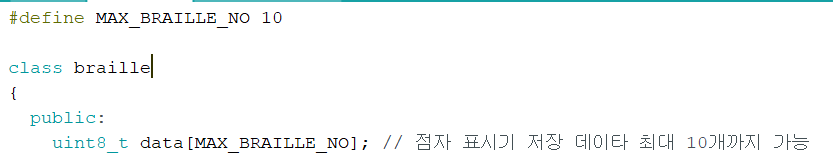 #define MAX_BRAILLE_NO 10
class braille
{
public:
uint8_t data[MAX_BRAILLE_NO]; // 점자 표시기 저장 데이타 최대 10개까지 가능